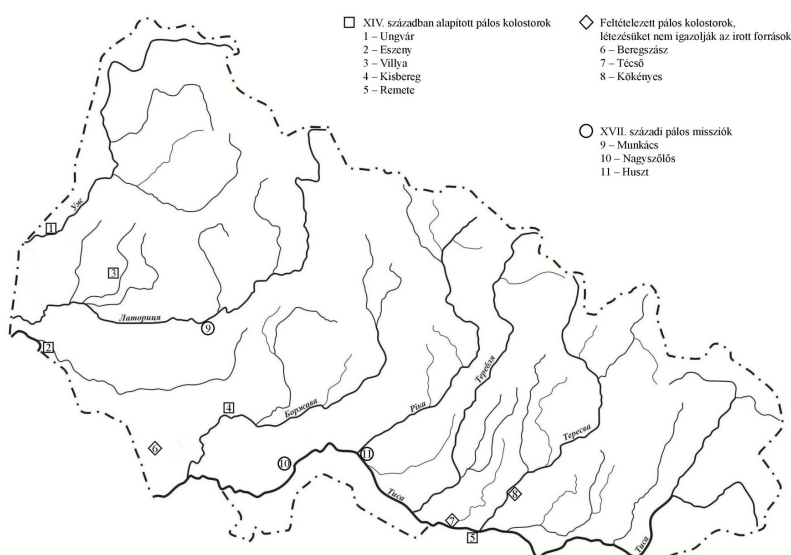 XIV. században alapított pálos kolostorok
1 – Ungvár
2 – Eszeny
3 – Villya
4 – Kisbereg
5 – Remete
Feltételezett pálos kolostorok,
létezésüket nem igazolják az irott források
6 – Beregszász
7 – Técső
8 – Kökényes
XVII. századi pálos missziók
9 – Munkács
10 – Nagyszőlős
11 – Huszt
Уж
1
3
Латориця
9
2
4
Боржава
Ріка
Теребля
Тересва
6
10
11
Тиса
7
8
5
Тиса